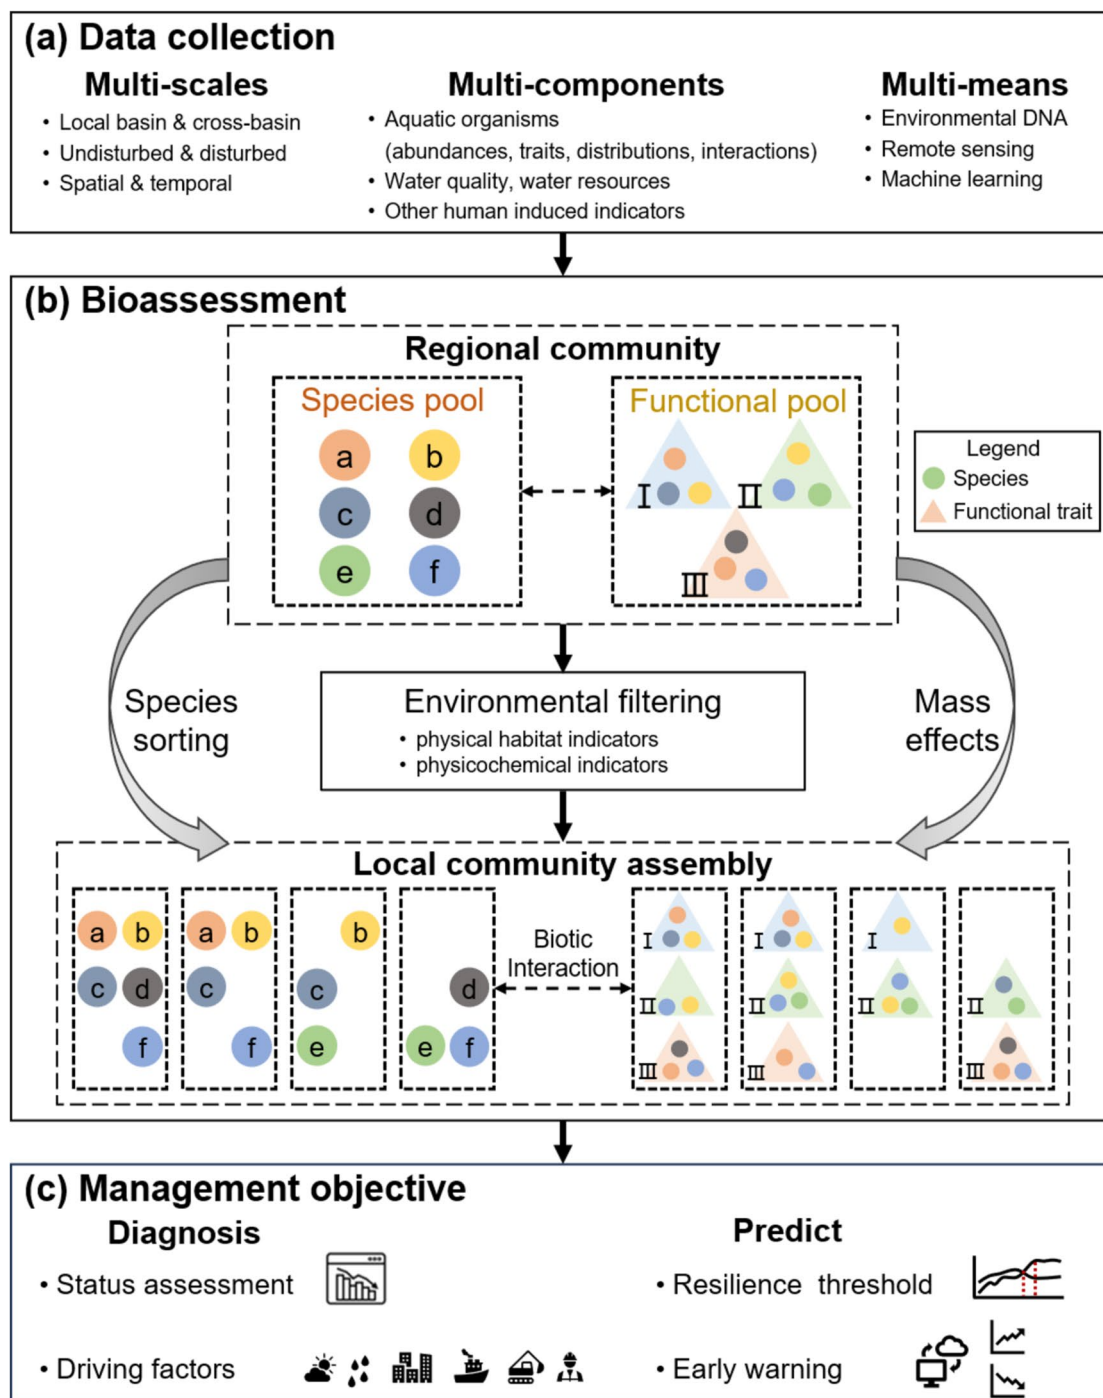 (a) Data collection
Multi-scales
• Local basin & cross-basin
• Undisturbed & disturbed
• Spatial & temporal
Multi-components
• Aquatic organisms
(abundances, traits, distributions, interactions)
• Water quality, water resources
• Other human induced indicators
Multi-means
• Environmental DNA
• Remote sensing
• Machine learning
(b) Bioassessment
Regional community
Species pool
a b
c d
e f
Functional pool
I II
III
Legend
Species
Functional trait
Species
sorting
Environmental filtering
• physical habitat indicators
• physicochemical indicators
Mass
effects
Local community assembly
a b
c d
f
a b
c
f
b
c
e
d
e f
Biotic
Interaction
I
II
III
I
II
III
I
II
II
III
(c) Management objective
Diagnosis
• Status assessment
• Driving factors
Predict
• Resilience threshold
• Early warning